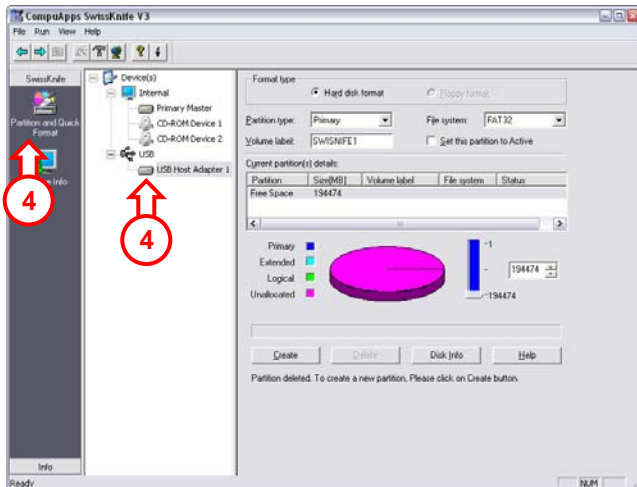 CompuApps SwissKnife V3
File Run View Help
SwissKnife
Partition and Quick
Format
Info
4
Info
Device(s)
Internal
Primary Master
CD-ROM Device 1
CD-ROM Device 2
USB
USB Host Adapter 1
4
Format type
Hard disk format
Floppy format
Partition type: Primary
File system: FAT32
Volume label: SWISNIFE1
Set this partition to Active
Current partition(s) details:
Partition Size[MB] Volume label File system Status
Free Space 194474
Primary
Extended
Logical
Unallocated
1
194474
194474
Create Delete Disk Info Help
Partition deleted. To create a new partition, Please click on Create button.
Ready
NUM